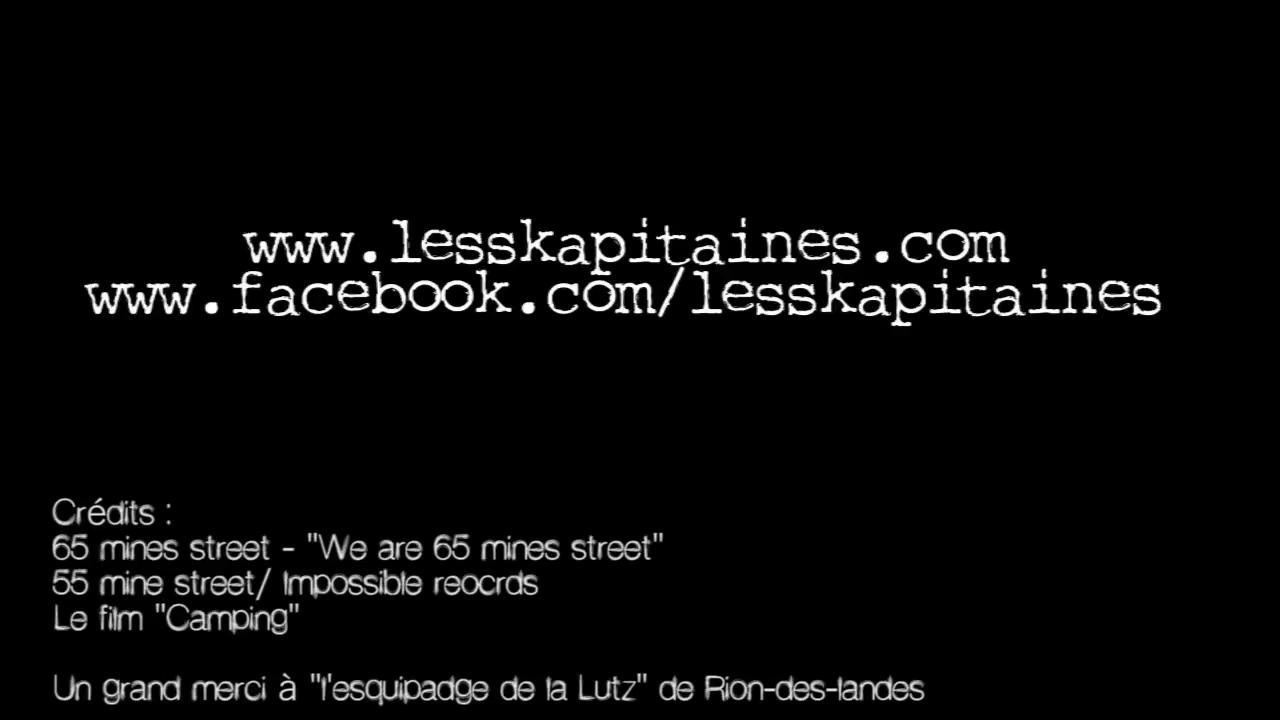 www.lesskapitaines.com
www.facebook.com/lesskapitaines
Crédits :
65 mines street - "We are 65 mines street"
55 mine street/ Impossible reocrds
Le film "Camping"
Un grand merci à "l'esquipadge de la Lutz" de Rion-des-landes